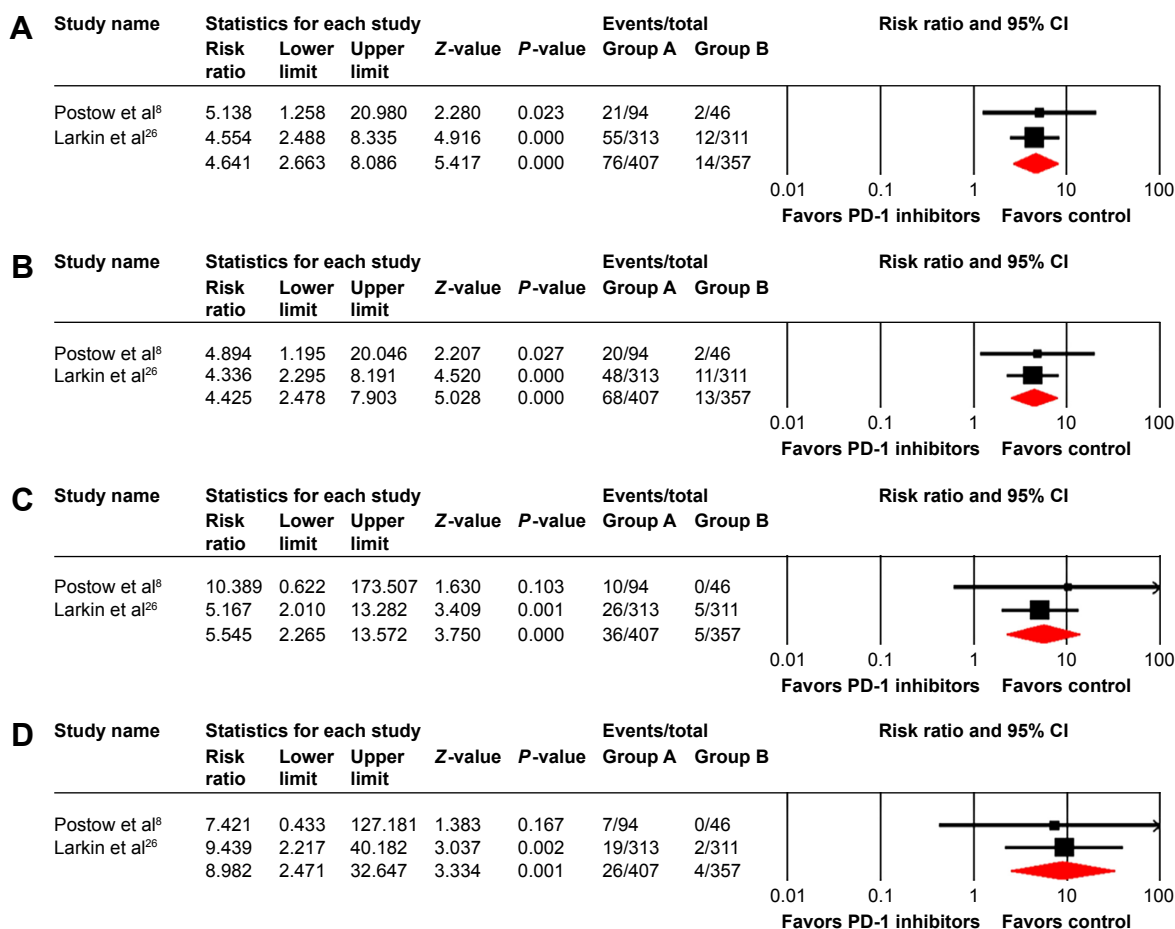 A Study name Statistics for each study Events/total Risk ratio and 95% CI
Risk ratio Lower limit Upper limit Z-value P-value Group A Group B
Postow et al⁸ 5.138 1.258 20.980 2.280 0.023 21/94 2/46
Larkin et al²⁶ 4.554 2.488 8.335 4.916 0.000 55/313 12/311
4.641 2.663 8.086 5.417 0.000 76/407 14/357
0.01 0.1 1 10 100
Favors PD-1 inhibitors Favors control
B Study name Statistics for each study Events/total Risk ratio and 95% CI
Risk ratio Lower limit Upper limit Z-value P-value Group A Group B
Postow et al⁸ 4.894 1.195 20.046 2.207 0.027 20/94 2/46
Larkin et al²⁶ 4.336 2.295 8.191 4.520 0.000 48/313 11/311
4.425 2.478 7.903 5.028 0.000 68/407 13/357
0.01 0.1 1 10 100
Favors PD-1 inhibitors Favors control
C Study name Statistics for each study Events/total Risk ratio and 95% CI
Risk ratio Lower limit Upper limit Z-value P-value Group A Group B
Postow et al⁸ 10.389 0.622 173.507 1.630 0.103 10/94 0/46
Larkin et al²⁶ 5.167 2.010 13.282 3.409 0.001 26/313 5/311
5.545 2.265 13.572 3.750 0.000 36/407 5/357
0.01 0.1 1 10 100
Favors PD-1 inhibitors Favors control
D Study name Statistics for each study Events/total Risk ratio and 95% CI
Risk ratio Lower limit Upper limit Z-value P-value Group A Group B
Postow et al⁸ 7.421 0.433 127.181 1.383 0.167 7/94 0/46
Larkin et al²⁶ 9.439 2.217 40.182 3.037 0.002 19/313 2/311
8.982 2.471 32.647 3.334 0.001 26/407 4/357
0.01 0.1 1 10 100
Favors PD-1 inhibitors Favors control